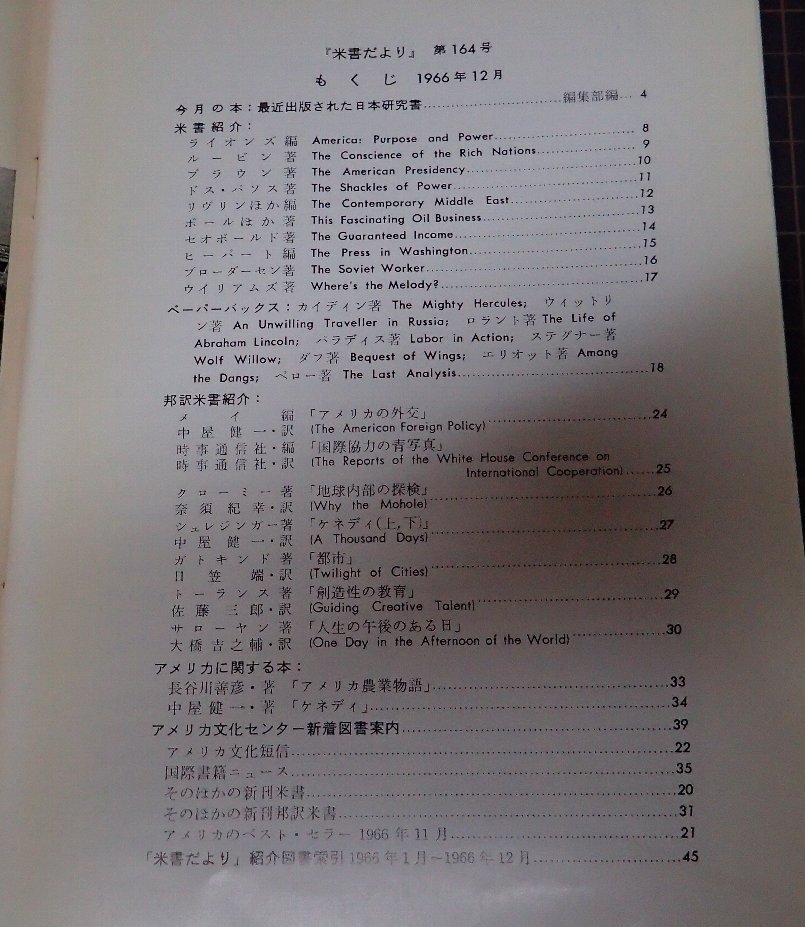 『米書だより』 第164号
もくじ 1966年12月
今月の本：最近出版された日本研究書……編集部編… 4
米書紹介：
ライオンズ編 America: Purpose and Power…… 8
ルービン著 The Conscience of the Rich Nations…… 9
ブラウン著 The American Presidency…… 10
ドス・パソス著 The Shackles of Power…… 11
リヴリンほか編 The Contemporary Middle East…… 12
ボールほか著 This Fascinating Oil Business…… 13
セオボールド著 The Guaranteed Income…… 14
ヒーバート編 The Press in Washington…… 15
ブローダーセン著 The Soviet Worker…… 16
ウイリアムズ著 Where's the Melody?…… 17
ペーパーバックス：カイディン著 The Mighty Hercules; ウィットリ
ン著 An Unwilling Traveller in Russia; ロラント著 The Life of
Abraham Lincoln; パラディス著 Labor in Action; ステグナー著
Wolf Willow; ダフ著 Bequest of Wings; エリオット著 Among
the Dangs; ベロー著 The Last Analysis…… 18
邦訳米書紹介：
メイ編 「アメリカの外交」
中屋健一・訳 (The American Foreign Policy)…… 24
時事通信社・編 「国際協力の青写真」
時事通信社・訳 (The Reports of the White House Conference on
International Cooperation)…… 25
クローミー著 「地球内部の探検」
奈須紀幸・訳 (Why the Mohole)…… 26
シュレジンガー著 「ケネディ(上,下)」
中屋健一・訳 (A Thousand Days)…… 27
ガトキンド著 「都市」
日笠端・訳 (Twilight of Cities)…… 28
トーランス著 「創造性の教育」
佐藤三郎・訳 (Guiding Creative Talent)…… 29
サローヤン著 「人生の午後のある日」
大橋吉之輔・訳 (One Day in the Afternoon of the World)…… 30
アメリカに関する本：
長谷川善彦・著 「アメリカ農業物語」…… 33
中屋健一・著 「ケネディ」…… 34
アメリカ文化センター新着図書案内…… 39
アメリカ文化短信…… 22
国際書籍ニュース…… 35
そのほかの新刊米書…… 20
そのほかの新刊邦訳米書…… 31
アメリカのベスト・セラー 1966年11月…… 21
「米書だより」紹介図書索引 1966年1月～1966年12月…… 45